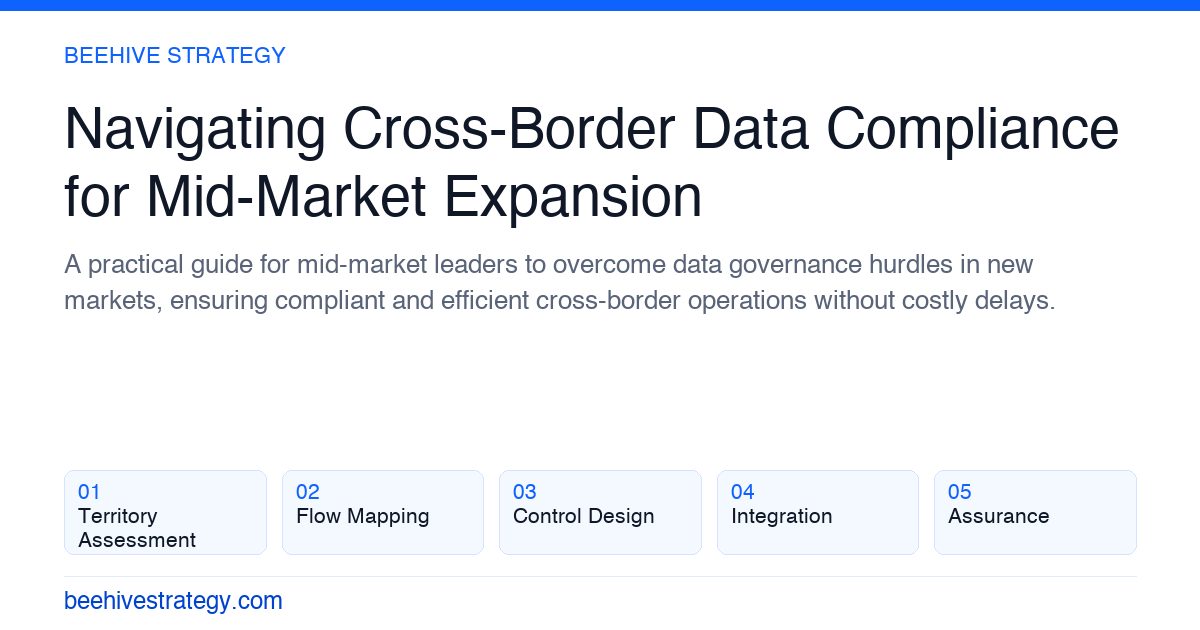 BEEHIVE STRATEGY
Navigating Cross-Border Data Compliance
for Mid-Market Expansion
A practical guide for mid-market leaders to overcome data governance hurdles in new
markets, ensuring compliant and efficient cross-border operations without costly delays.
01
Territory
Assessment
02
Flow Mapping
03
Control Design
04
Integration
05
Assurance
beehivestrategy.com